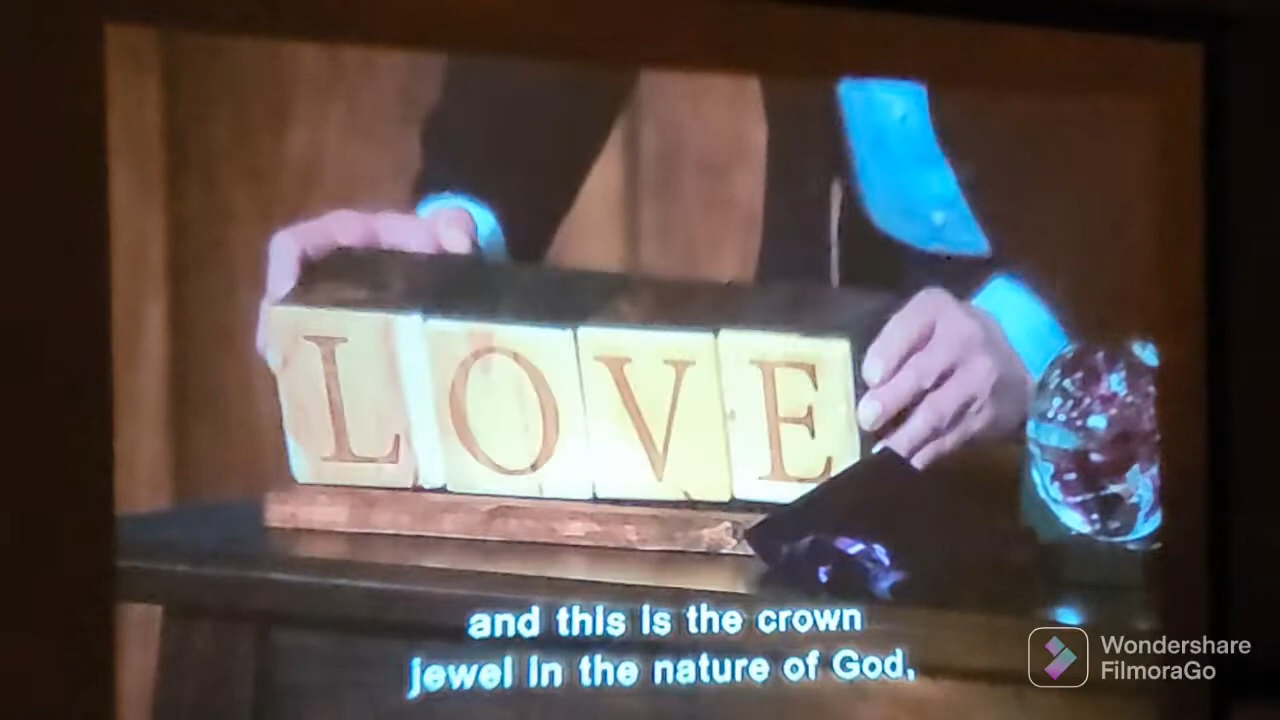 LOVE
and this is the crown
jewel in the nature of God,
Wondershare
FilmoraGo